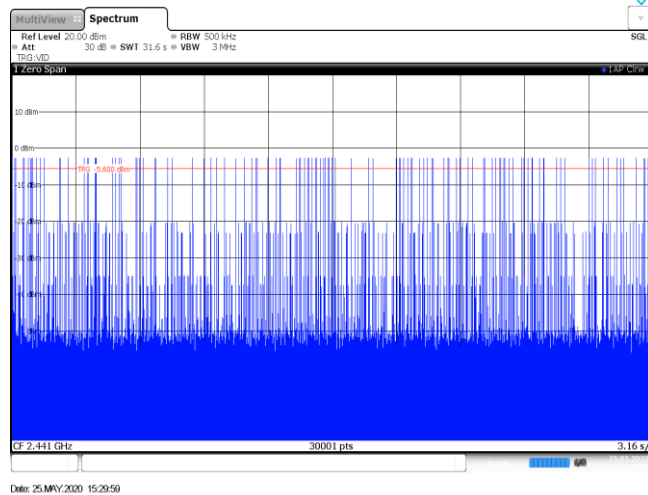 MultiView Spectrum
Ref Level 20.00 dBm RBW 500 kHz SGL
Att 30 dB SWT 31.6 s VBW 3 MHz
TRG:VID
1 Zero Span 1AP Clrw
10 dBm
0 dBm
TRG -5.600 dBm
-10 dBm
-20 dBm
-30 dBm
-40 dBm
CF 2.441 GHz 30001 pts 3.16 s/
Date: 25.MAY.2020 15:29:59